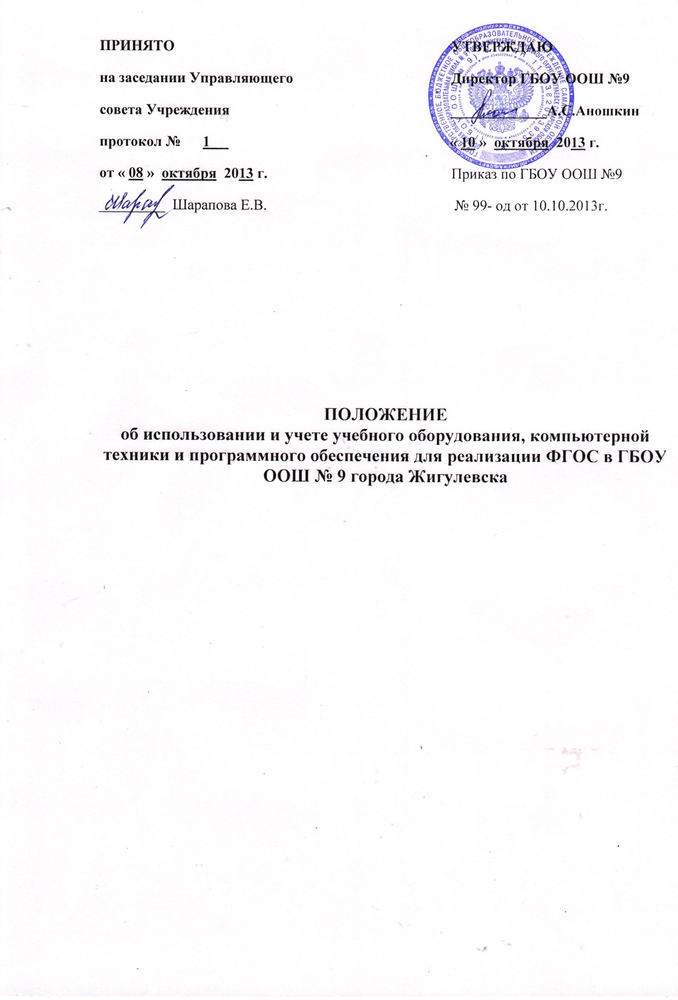 ПРИНЯТО
на заседании Управляющего
совета Учреждения
протокол № 1
от « 08 » октября 2013 г.
Шарапова Е.В.
УТВЕРЖДАЮ
Директор ГБОУ ООШ №9
А.С.Аношкин
« 10 » октября 2013 г.
Приказ по ГБОУ ООШ №9
№ 99- од от 10.10.2013г.
ПОЛОЖЕНИЕ
об использовании и учете учебного оборудования, компьютерной
техники и программного обеспечения для реализации ФГОС в ГБОУ
ООШ № 9 города Жигулевска